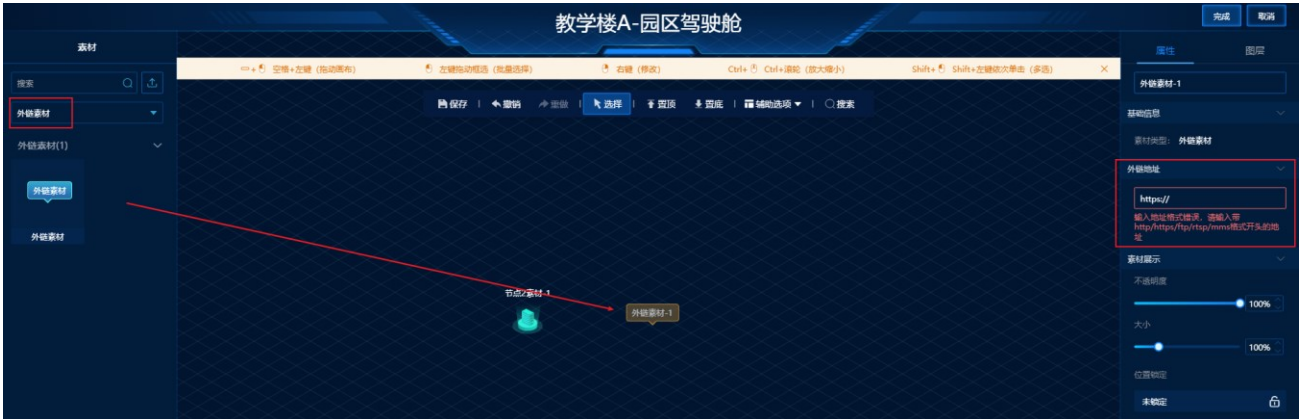 教学楼A-园区驾驶舱
完成
取消
素材
搜索
外链素材
外链素材(1)
外链素材
外链素材
+ 空格+左键 (拖动画布)
左键拖动框选 (批量选择)
右键 (修改)
Ctrl+ Ctrl+滚轮 (放大缩小)
Shift+ Shift+左键依次单击 (多选)
保存
撤销
重做
选择
置顶
置底
辅助选项
搜索
节点2素材-1
外链素材-1
属性
图层
外链素材-1
基础信息
素材类型: 外链素材
外链地址
https://
输入地址格式错误，请输入带
http/https/ftp/rtsp/mms格式开头的地
址
素材展示
不透明度
100%
大小
100%
位置锁定
未锁定